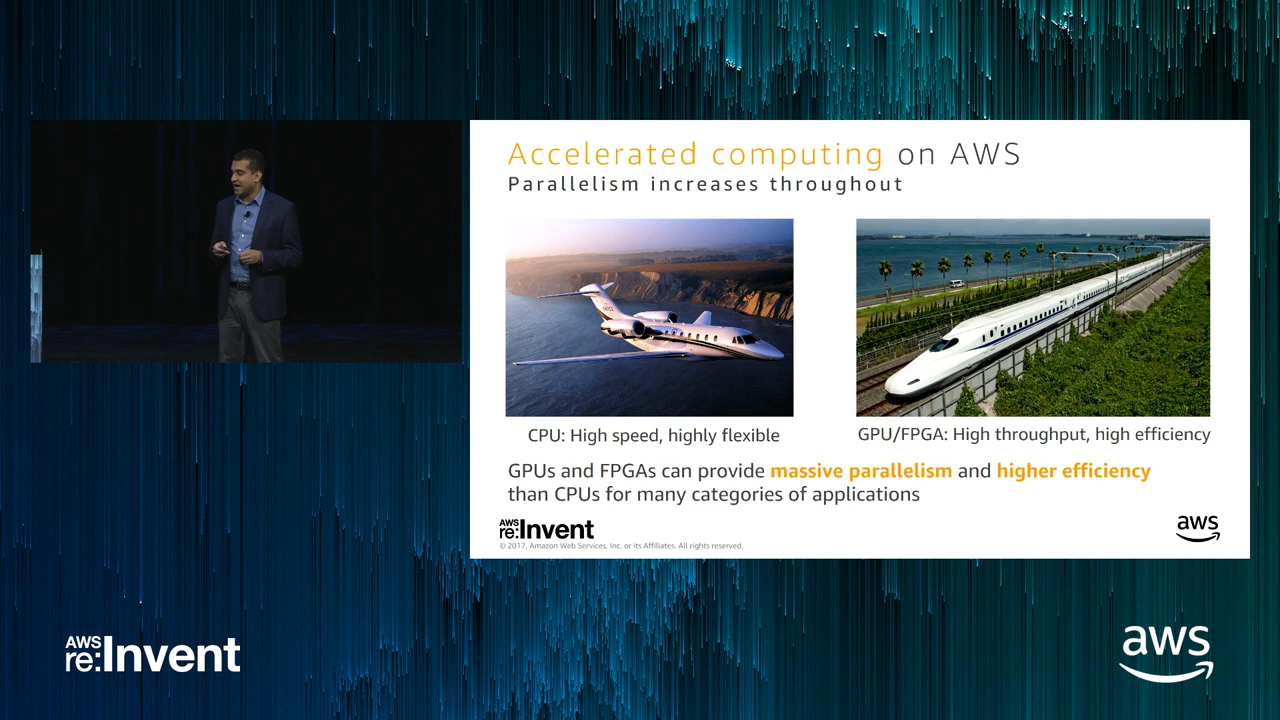 Accelerated computing on AWS
Parallelism increases throughout
CPU: High speed, highly flexible
GPU/FPGA: High throughput, high efficiency
GPUs and FPGAs can provide massive parallelism and higher efficiency
than CPUs for many categories of applications
AWS
re:Invent
© 2017, Amazon Web Services, Inc. or its Affiliates. All rights reserved.
aws
AWS
re:Invent
aws